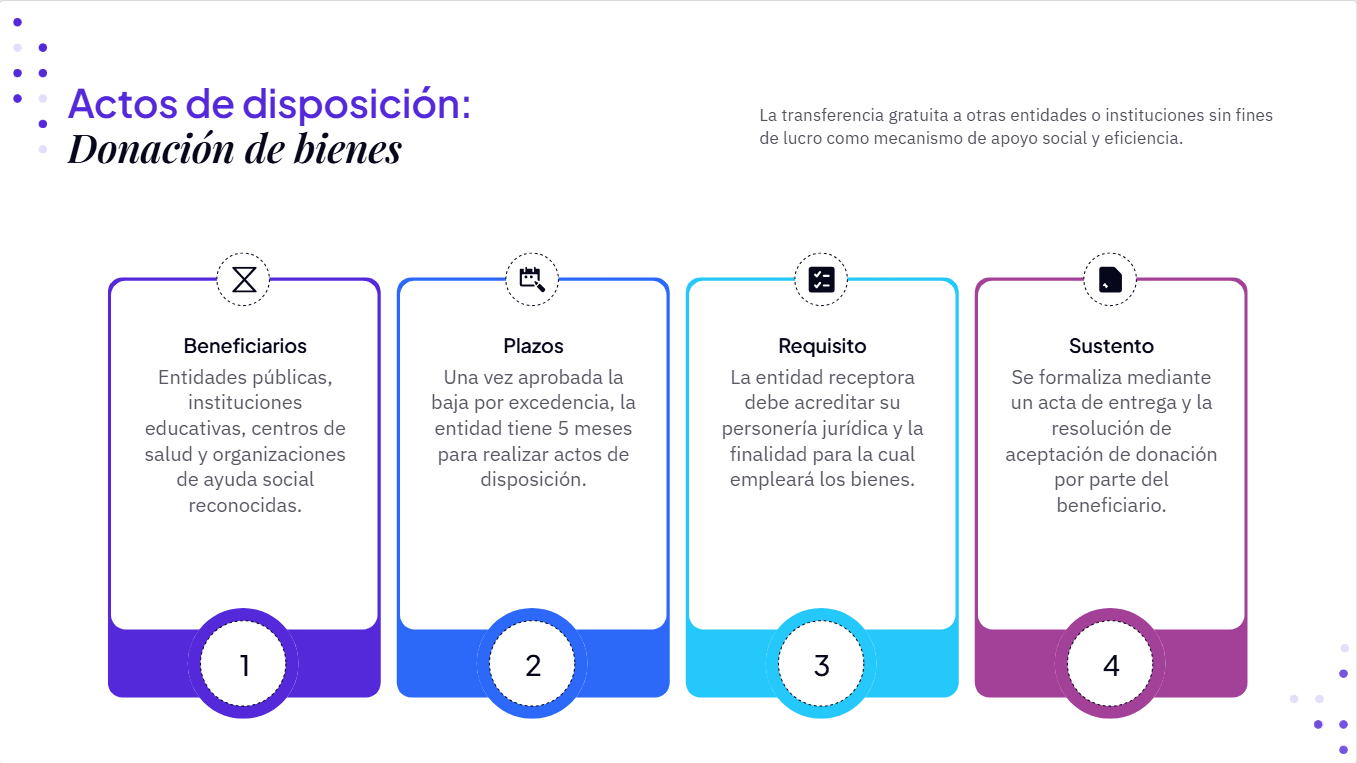 Actos de disposición:
Donación de bienes
La transferencia gratuita a otras entidades o instituciones sin fines
de lucro como mecanismo de apoyo social y eficiencia.
Beneficiarios
Entidades públicas,
instituciones
educativas, centros de
salud y organizaciones
de ayuda social
reconocidas.
1
Plazos
Una vez aprobada la
baja por excedencia, la
entidad tiene 5 meses
para realizar actos de
disposición.
2
Requisito
La entidad receptora
debe acreditar su
personería jurídica y la
finalidad para la cual
empleará los bienes.
3
Sustento
Se formaliza mediante
un acta de entrega y la
resolución de
aceptación de donación
por parte del
beneficiario.
4